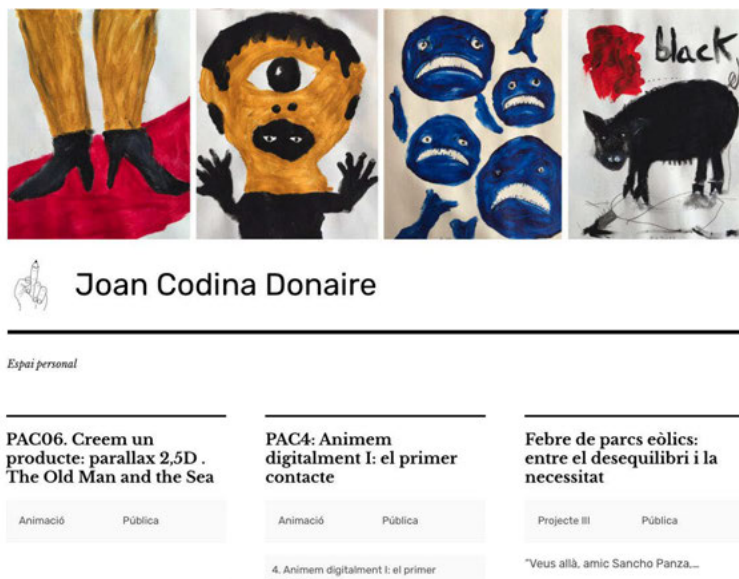 black
Joan Codina Donaire
Espai personal
PAC06. Creem un
producte: parallax 2,5D .
The Old Man and the Sea
Animació Pública
PAC4: Animem
digitalment I: el primer
contacte
Animació Pública
4. Animem digitalment I: el primer
Febre de parcs eòlics:
entre el desequilibri i la
necessitat
Projecte III Pública
"Veus allà, amic Sancho Panza,...